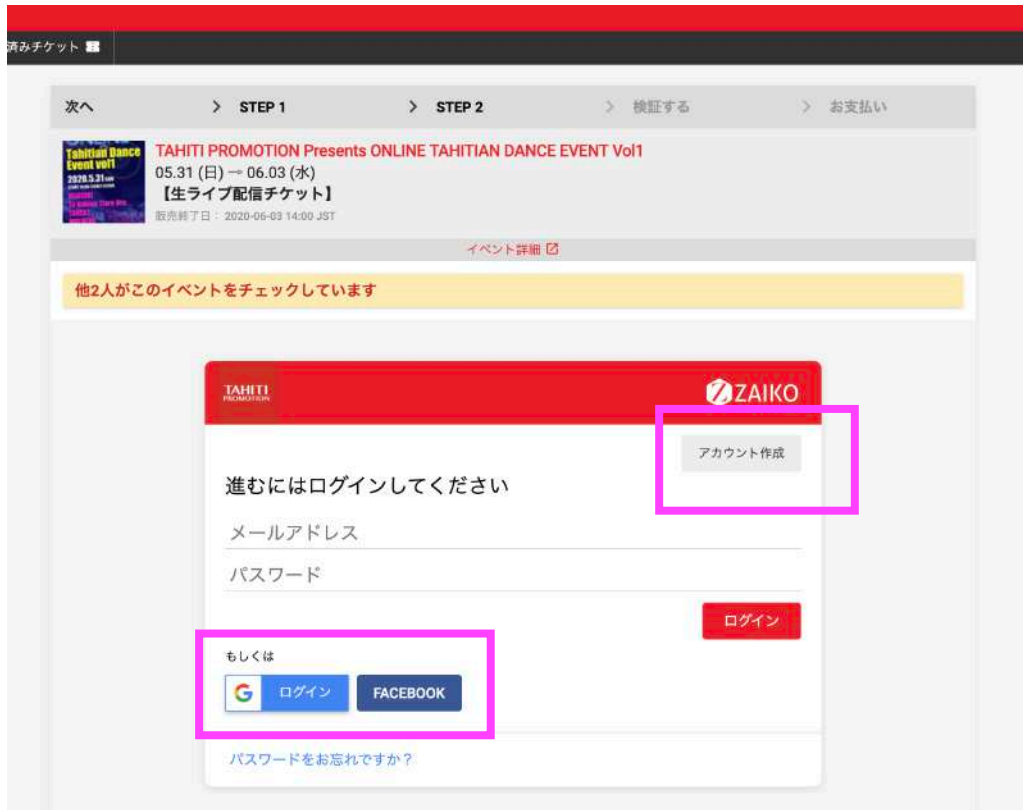 済みチケット
次へ > STEP 1 > STEP 2 > 検証する > お支払い
Tahitian Dance
Event vol1
2020.5.31
TAHITI PROMOTION Presents ONLINE TAHITIAN DANCE EVENT Vol1
05.31 (日) → 06.03 (水)
【生ライブ配信チケット】
販売終了日： 2020-06-03 14:00 JST
イベント詳細
他2人がこのイベントをチェックしています
TAHITI
PROMOTION
ZAIKO
アカウント作成
進むにはログインしてください
メールアドレス
パスワード
ログイン
もしくは
G ログイン FACEBOOK
パスワードをお忘れですか？